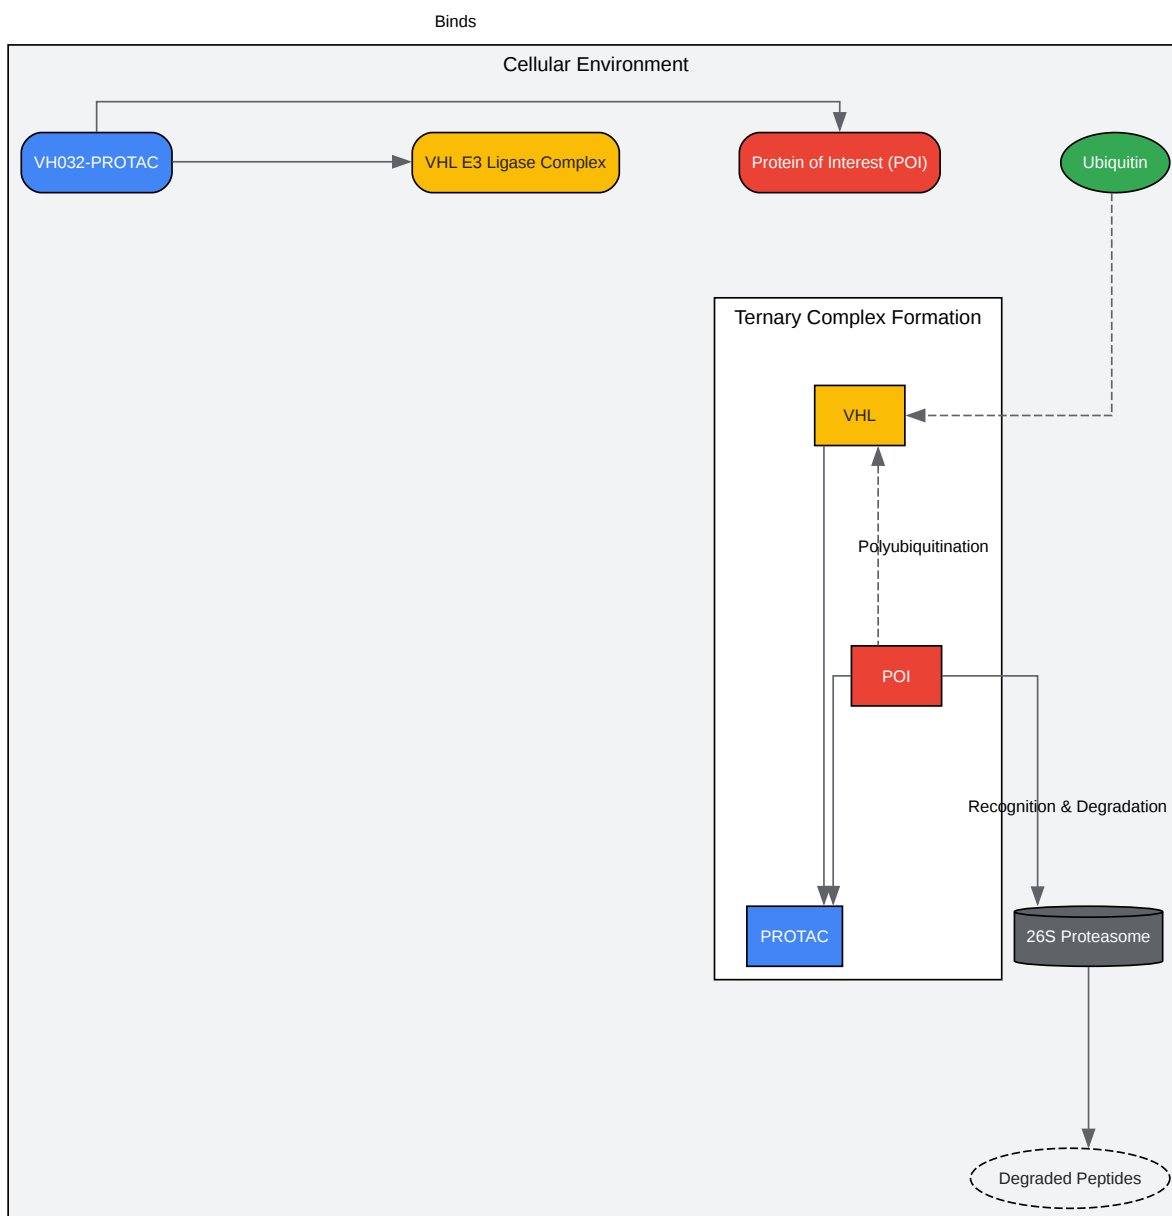 Binds
Cellular Environment
VH032-PROTAC
VHL E3 Ligase Complex
Protein of Interest (POI)
Ubiquitin
Ternary Complex Formation
VHL
Polyubiquitination
POI
Recognition & Degradation
PROTAC
26S Proteasome
Degraded Peptides